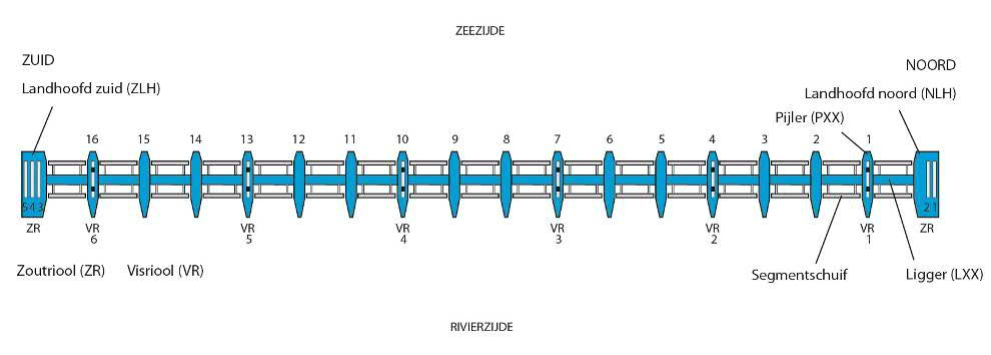 ZEEZIJDE
ZUID
NOORD
Landhoofd zuid (ZLH)
Landhoofd noord (NLH)
Pijler (PXX)
16 15 14 13 12 11 10 9 8 7 6 5 4 3 2 1
5 4 3
2 1
ZR VR VR VR VR VR VR ZR
6 5 4 3 2 1
Zoutriool (ZR) Visriool (VR)
Segmentschuif
Ligger (LXX)
RIVIERZIJDE